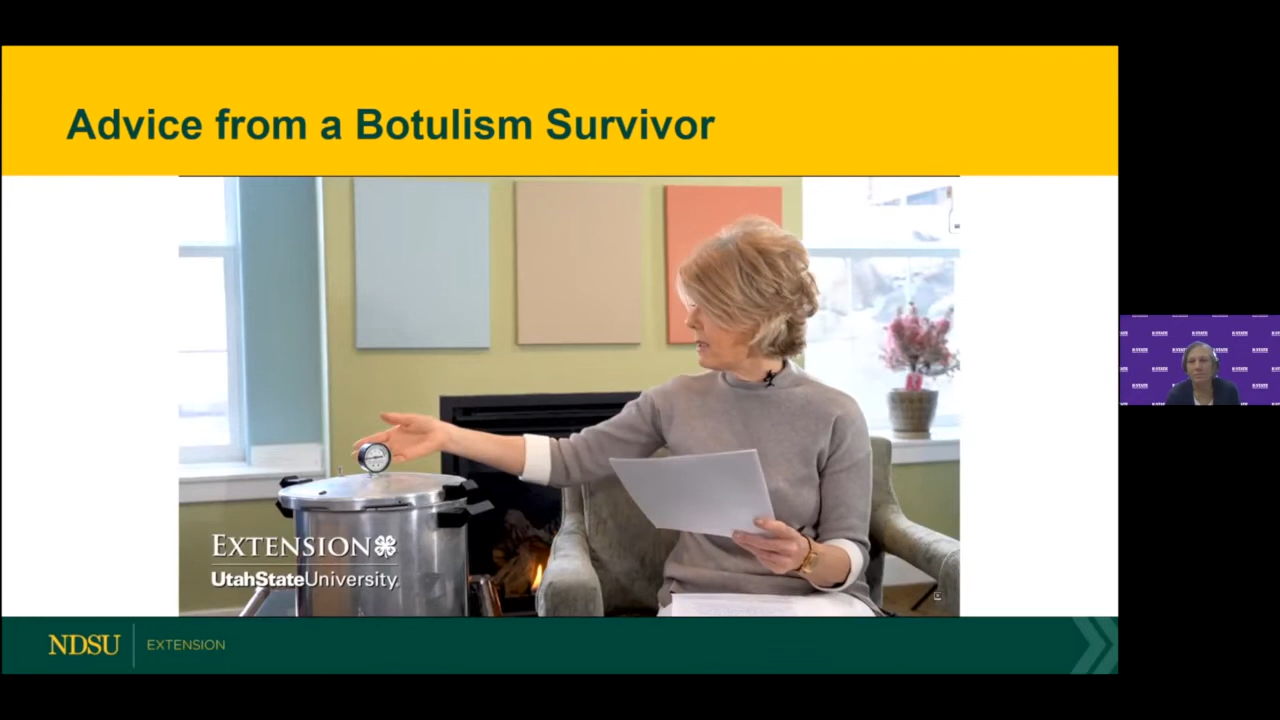 Advice from a Botulism Survivor
EXTENSION
UtahStateUniversity
NDSU
EXTENSION